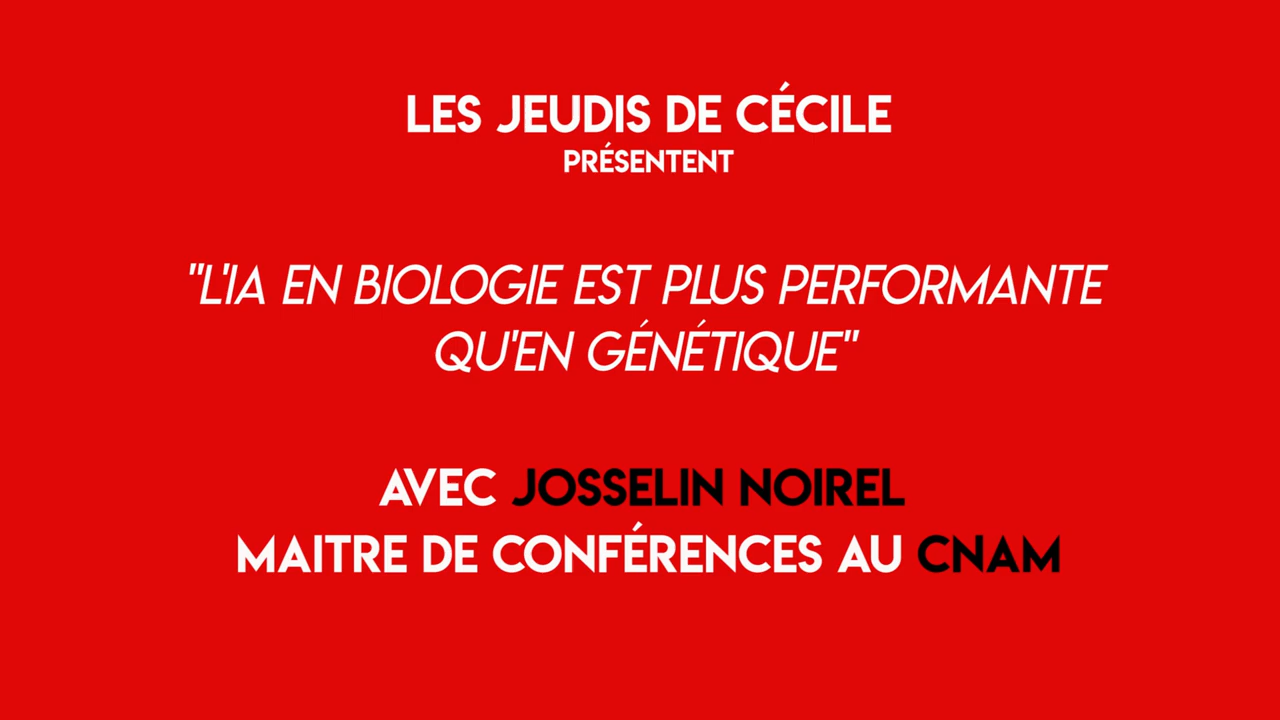 LES JEUDIS DE CÉCILE
PRÉSENTENT
"L'IA EN BIOLOGIE EST PLUS PERFORMANTE
QU'EN GÉNÉTIQUE"
AVEC JOSSELIN NOIREL
MAITRE DE CONFÉRENCES AU CNAM